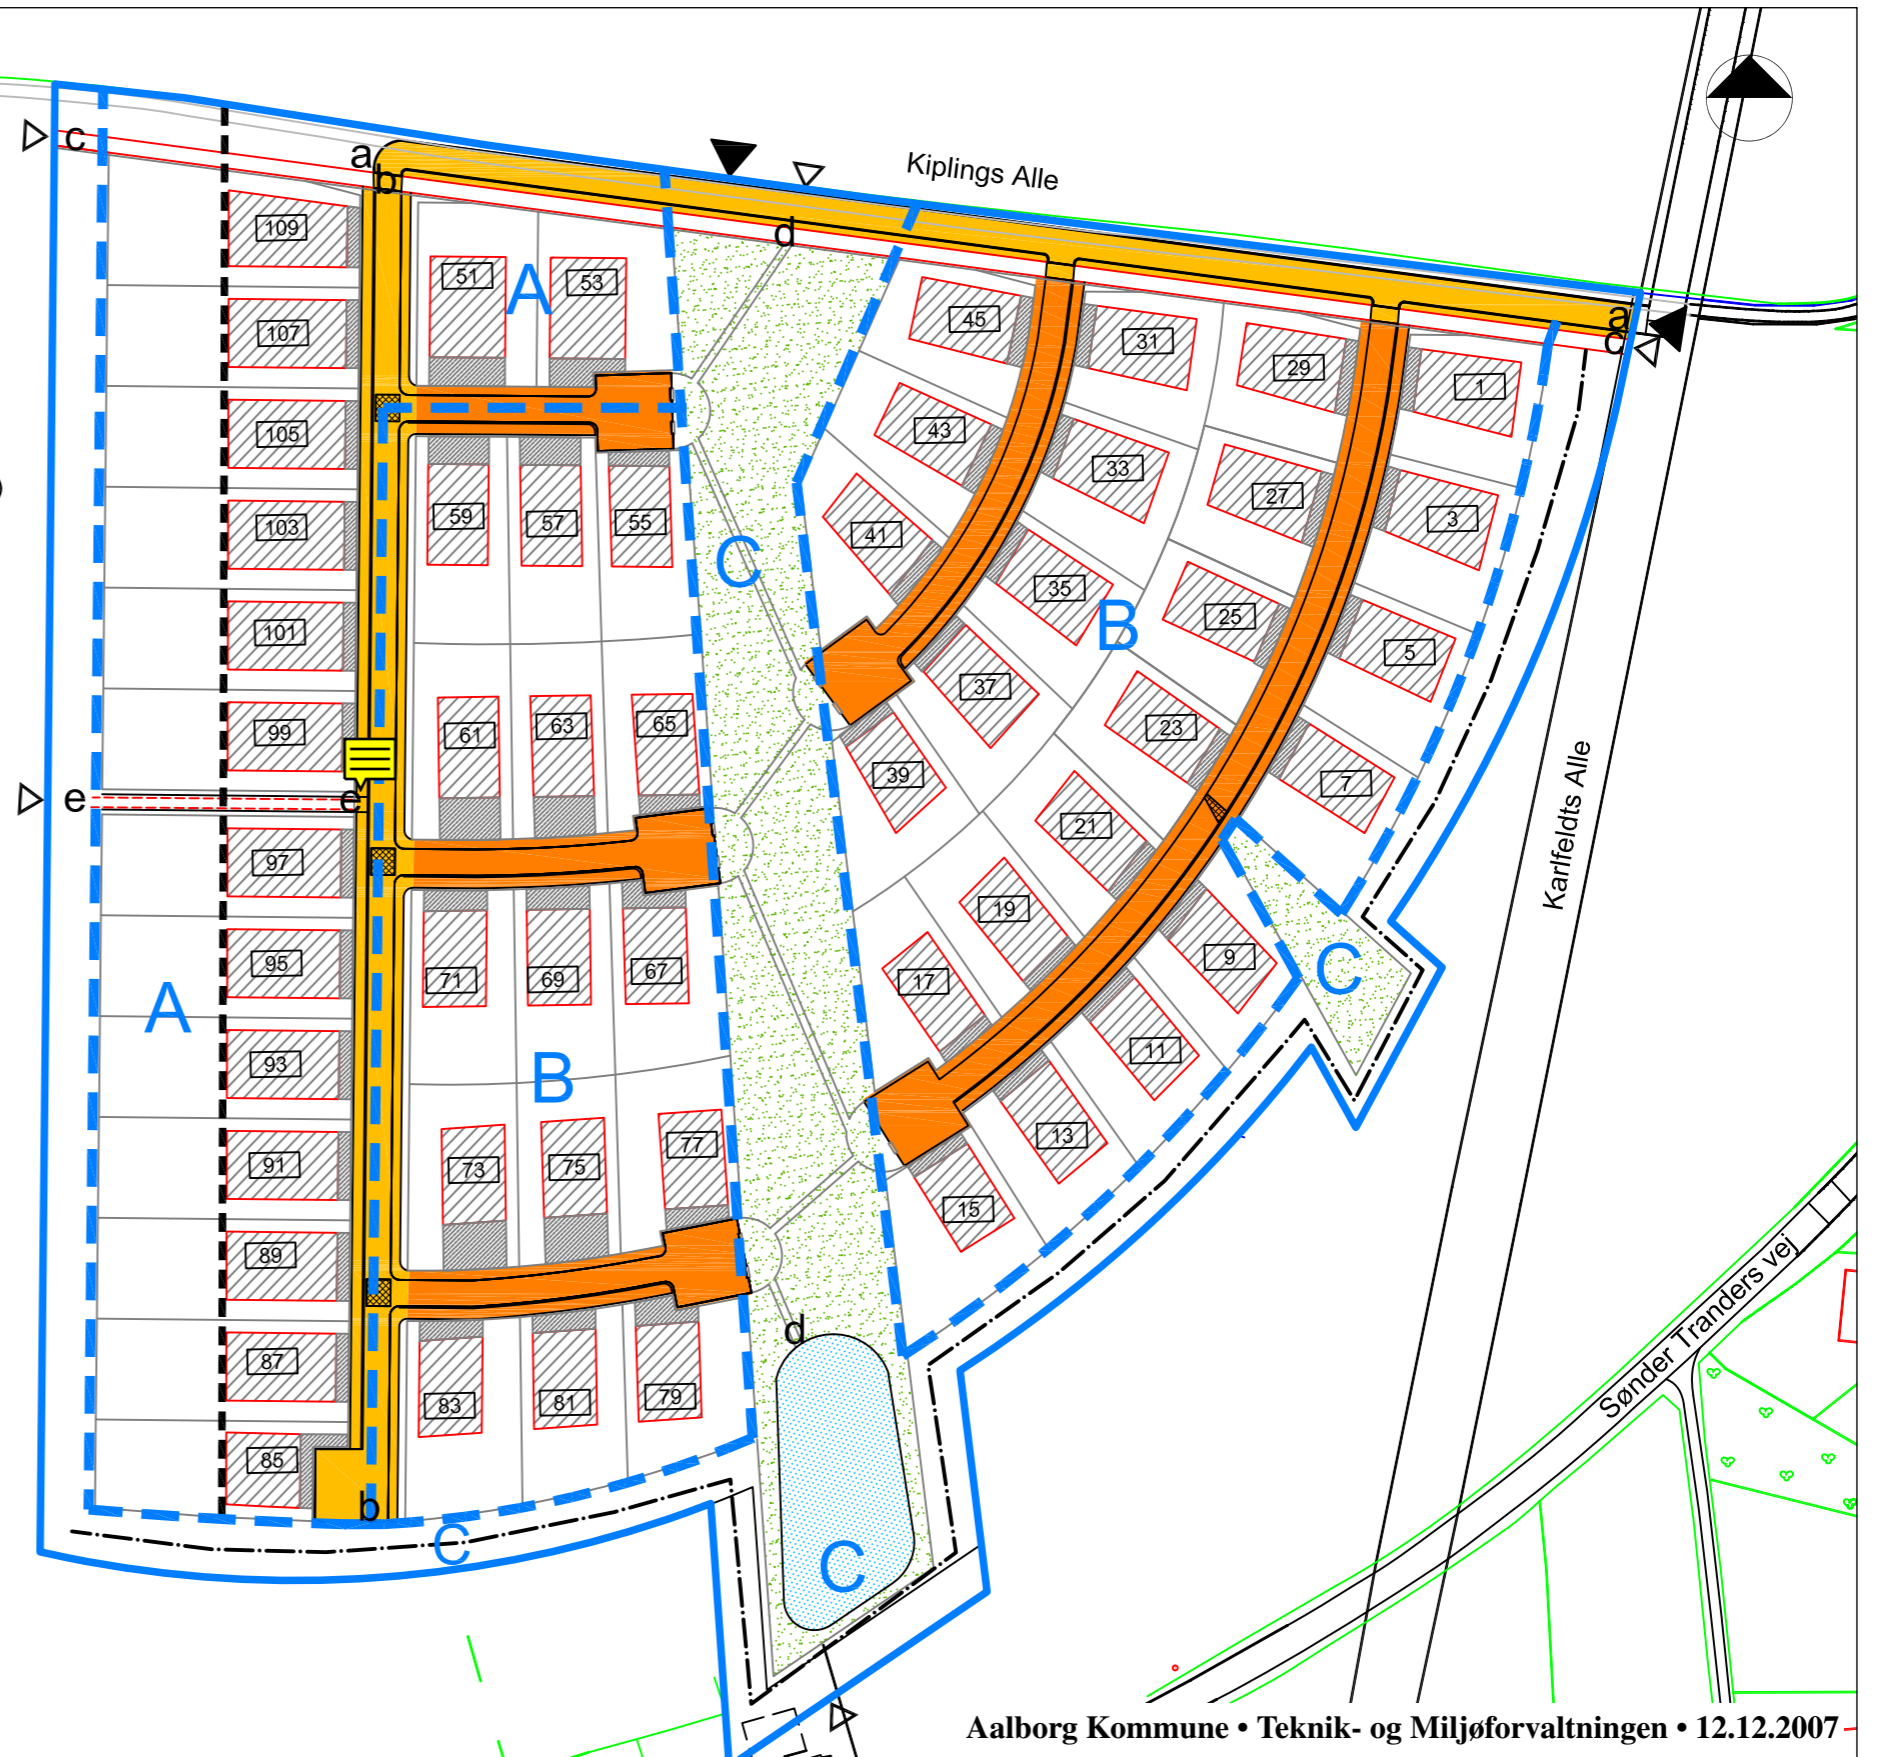 Kiplings Alle
c
a
b
d
109
51
A
53
45
31
29
1
a
c
107
43
33
27
3
105
103
59
57
55
C
41
35
B
25
5
101
37
99
61
63
65
23
7
39
Karlfeldts Alle
e
e
97
21
95
71
69
67
19
9
A
17
C
93
B
11
91
73
75
77
13
89
15
87
d
83
81
79
Sønder Tranders vej
85
b
C
C
Aalborg Kommune • Teknik- og Miljøforvaltningen • 12.12.2007